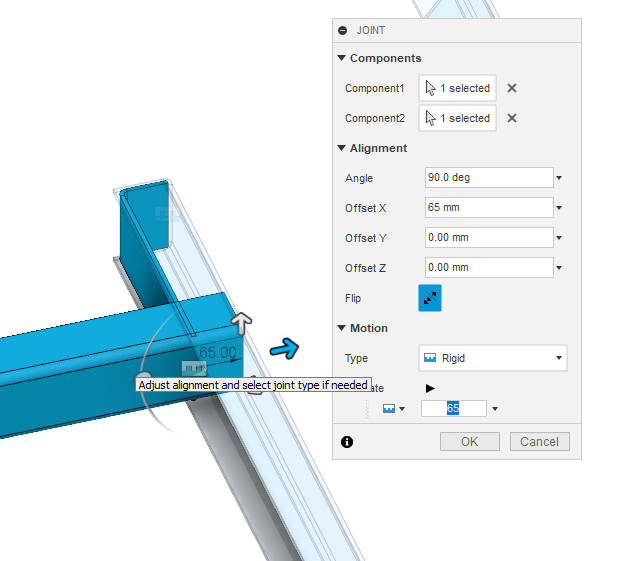 JOINT
Components
Component1 1 selected
Component2 1 selected
Alignment
Angle 90.0 deg
Offset X 65 mm
Offset Y 0.00 mm
Offset Z 0.00 mm
Flip
Motion
Type Rigid
65.00
Adjust alignment and select joint type if needed
65
OK Cancel